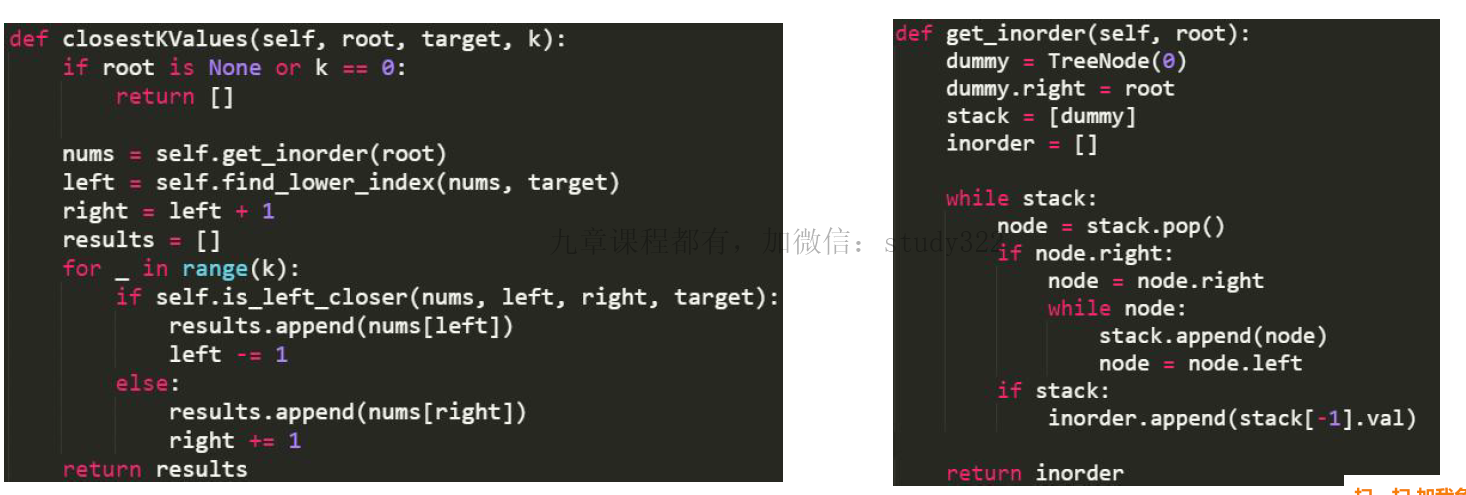 def closestKValues(self, root, target, k):
    if root is None or k == 0:
        return []
    nums = self.get_inorder(root)
    left = self.find_lower_index(nums, target)
    right = left + 1
    results = []
    for _ in range(k):
        if self.is_left_closer(nums, left, right, target):
            results.append(nums[left])
            left -= 1
        else:
            results.append(nums[right])
            right += 1
    return results
def get_inorder(self, root):
    dummy = TreeNode(0)
    dummy.right = root
    stack = [dummy]
    inorder = []
    while stack:
        node = stack.pop()
        if node.right:
            node = node.right
            while node:
                stack.append(node)
                node = node.left
        if stack:
            inorder.append(stack[-1].val)
    return inorder
九章课程都有，加微信：study322